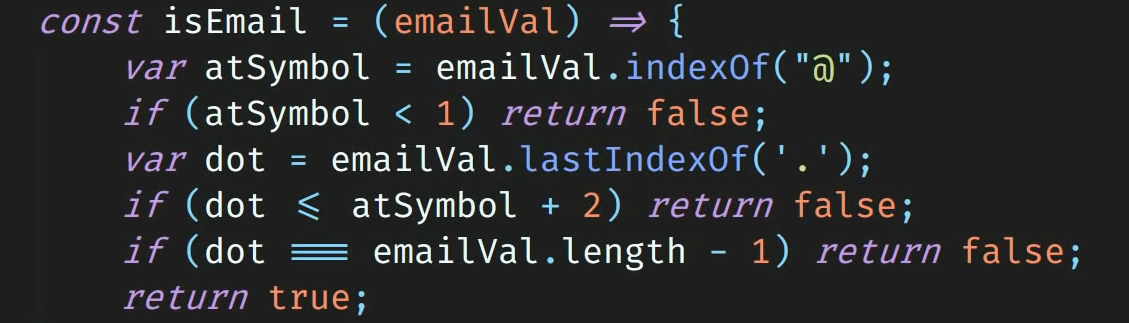 const isEmail = (emailVal) => {
    var atSymbol = emailVal.indexOf("@");
    if (atSymbol < 1) return false;
    var dot = emailVal.lastIndexOf('.');
    if (dot <= atSymbol + 2) return false;
    if (dot === emailVal.length - 1) return false;
    return true;